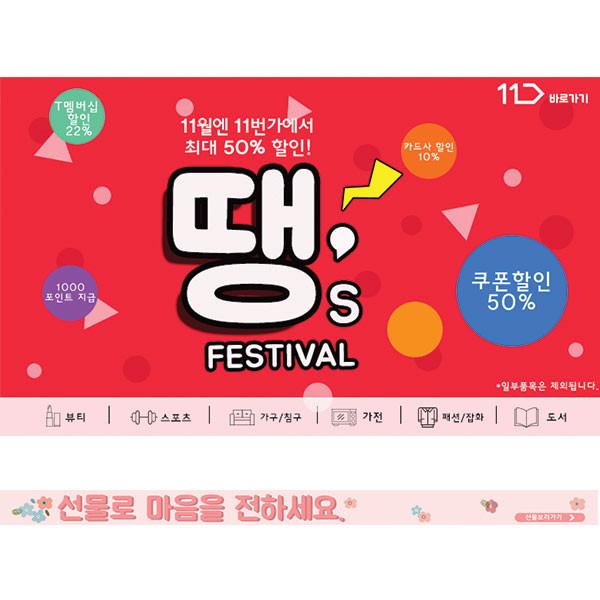 T멤버십
할인
22%
11 바로가기
11월엔 11번가에서
최대 50% 할인!
카드사 할인
10%
땡's
FESTIVAL
1000
포인트 지급
쿠폰할인
50%
*일부품목은 제외됩니다.
뷰티 | 스포츠 | 가구/침구 | 가전 | 패션/잡화 | 도서
선물로 마음을 전하세요.
선물보러가기 >